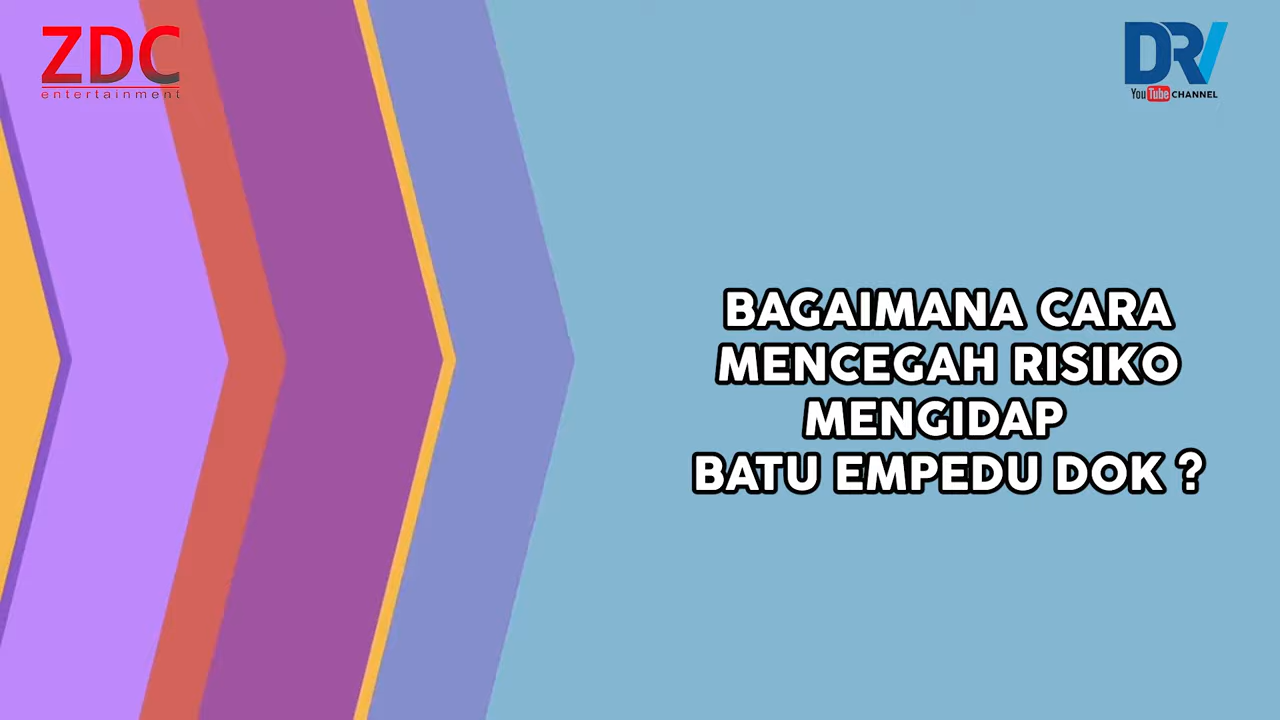 ZDC
entertainment
DRV
YouTube CHANNEL
BAGAIMANA CARA
MENCEGAH RISIKO
MENGIDAP
BATU EMPEDU DOK ?